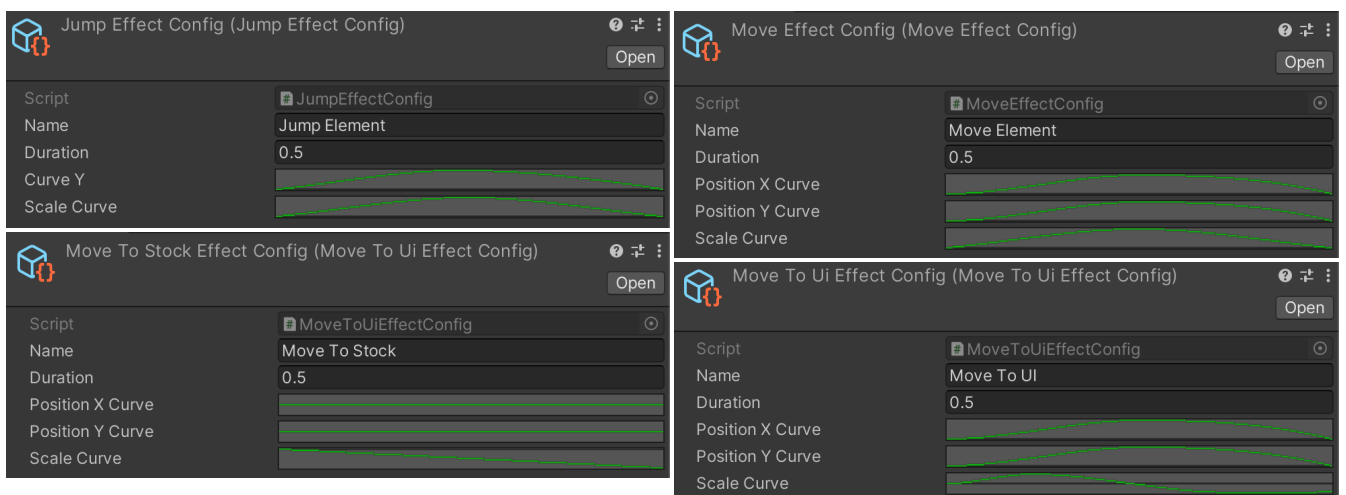 Jump Effect Config (Jump Effect Config)
Open
Script JumpEffectConfig
Name Jump Element
Duration 0.5
Curve Y
Scale Curve
Move Effect Config (Move Effect Config)
Open
Script MoveEffectConfig
Name Move Element
Duration 0.5
Position X Curve
Position Y Curve
Scale Curve
Move To Stock Effect Config (Move To Ui Effect Config)
Open
Script MoveToUiEffectConfig
Name Move To Stock
Duration 0.5
Position X Curve
Position Y Curve
Scale Curve
Move To Ui Effect Config (Move To Ui Effect Config)
Open
Script MoveToUiEffectConfig
Name Move To UI
Duration 0.5
Position X Curve
Position Y Curve
Scale Curve